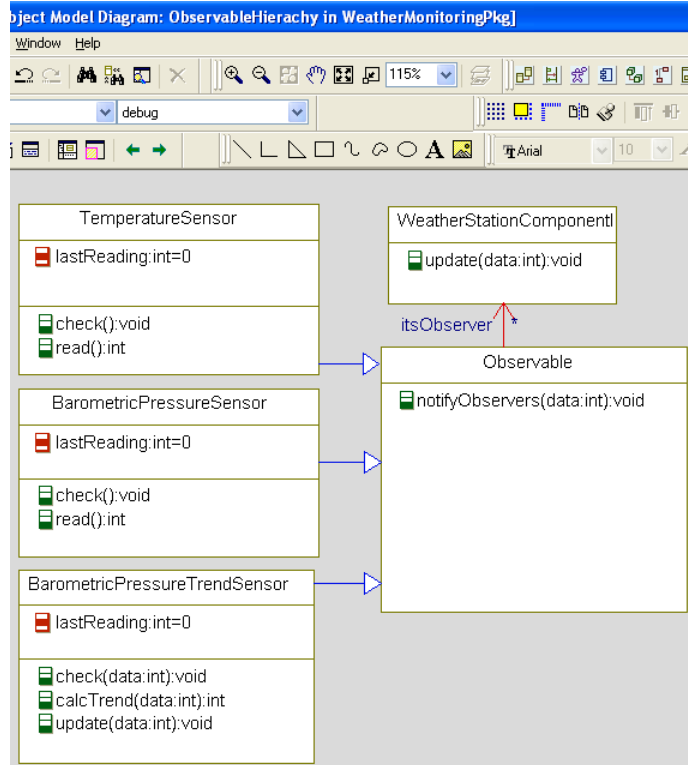 bject Model Diagram: ObservableHierachy in WeatherMonitoringPkg]
Window Help
115%
debug
A Arial 10
TemperatureSensor
lastReading:int=0
check():void
read():int
WeatherStationComponentI
update(data:int):void
itsObserver *
Observable
notifyObservers(data:int):void
BarometricPressureSensor
lastReading:int=0
check():void
read():int
BarometricPressureTrendSensor
lastReading:int=0
check(data:int):void
calcTrend(data:int):int
update(data:int):void